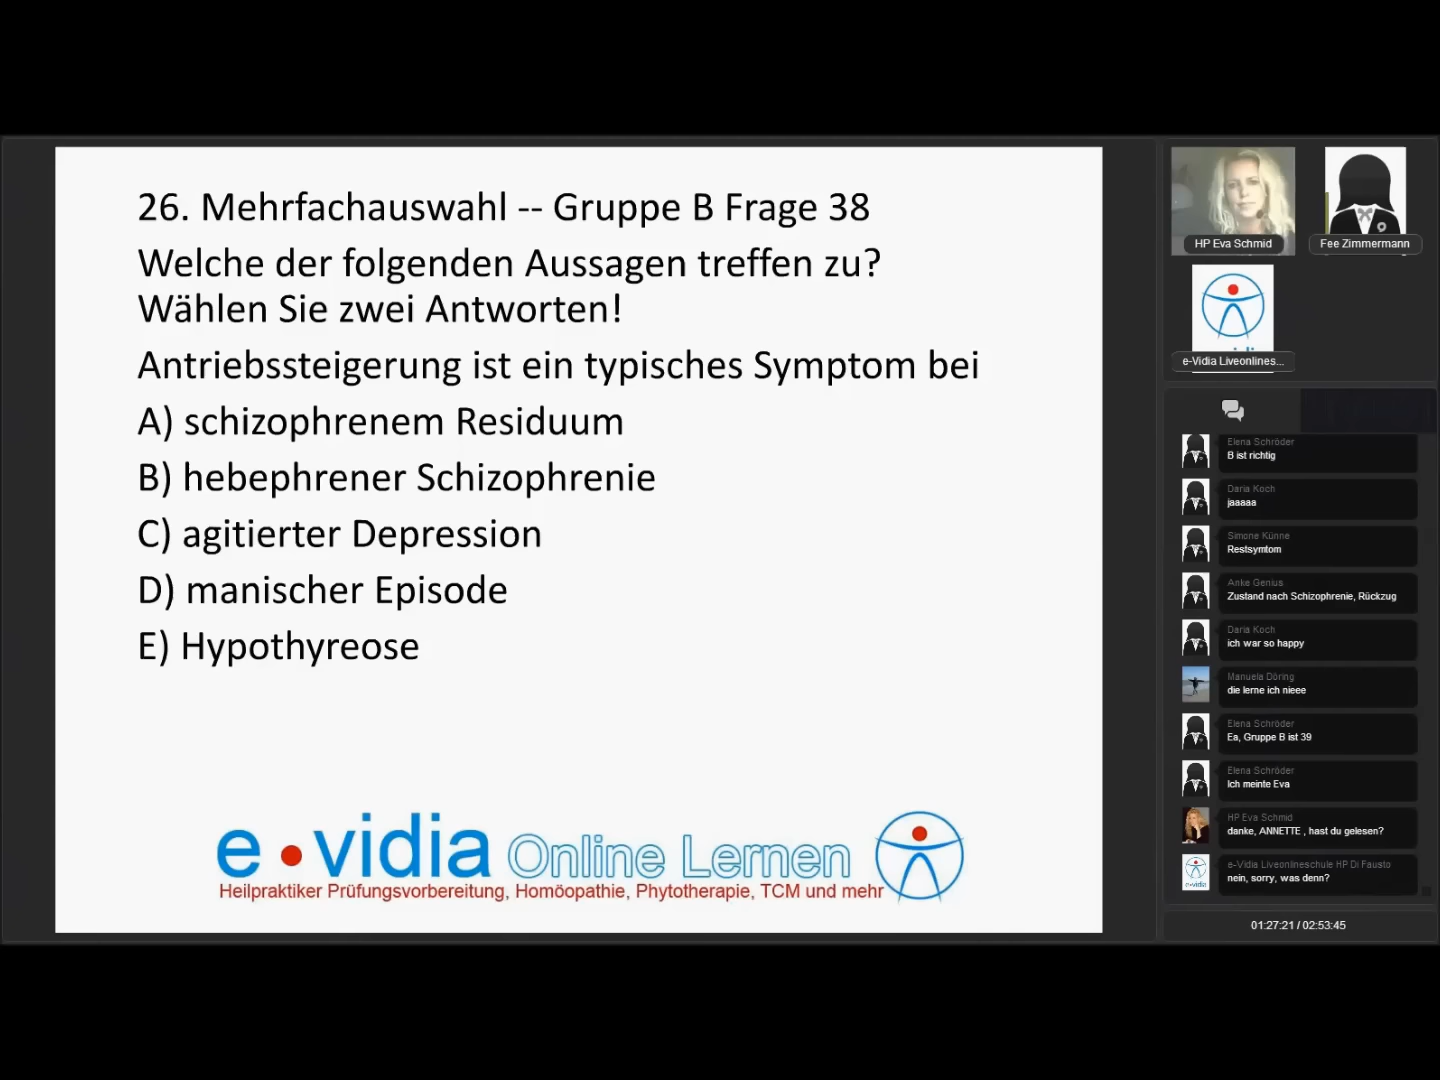 26. Mehrfachauswahl -- Gruppe B Frage 38
Welche der folgenden Aussagen treffen zu?
Wählen Sie zwei Antworten!
Antriebssteigerung ist ein typisches Symptom bei
A) schizophrenem Residuum
B) hebephrener Schizophrenie
C) agitierter Depression
D) manischer Episode
E) Hypothyreose
e vidia Online Lernen
Heilpraktiker Prüfungsvorbereitung, Homöopathie, Phytotherapie, TCM und mehr
HP Eva Schmid
Fee Zimmermann
e-Vidia Liveonlines...
Elena Schröder
B ist richtig
Daria Koch
jaaaaa
Simone Künne
Restsymtom
Anke Genius
Zustand nach Schizophrenie, Rückzug
Daria Koch
ich war so happy
Manuela Döring
die lerne ich nieee
Elena Schröder
Ea, Gruppe B ist 39
Elena Schröder
Ich meinte Eva
HP Eva Schmid
danke, ANNETTE , hast du gelesen?
e-Vidia Liveonlineschule HP Di Fausto
nein, sorry, was denn?
01:27:21 / 02:53:45